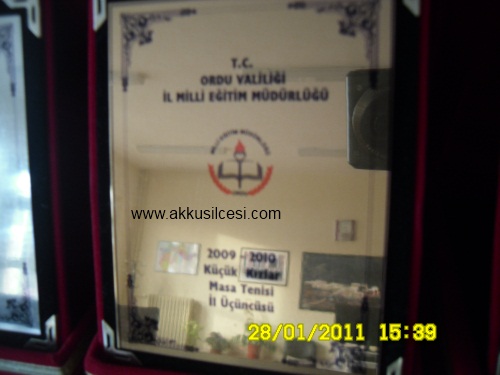 T.C.
ORDU VALİLİĞİ
İL MİLLİ EĞİTİM MÜDÜRLÜĞÜ
www.akkusilcesi.com
2009 - 2010
Küçük Kızlar
Masa Tenisi
İl Üçüncüsü
28/01/2011 15:39